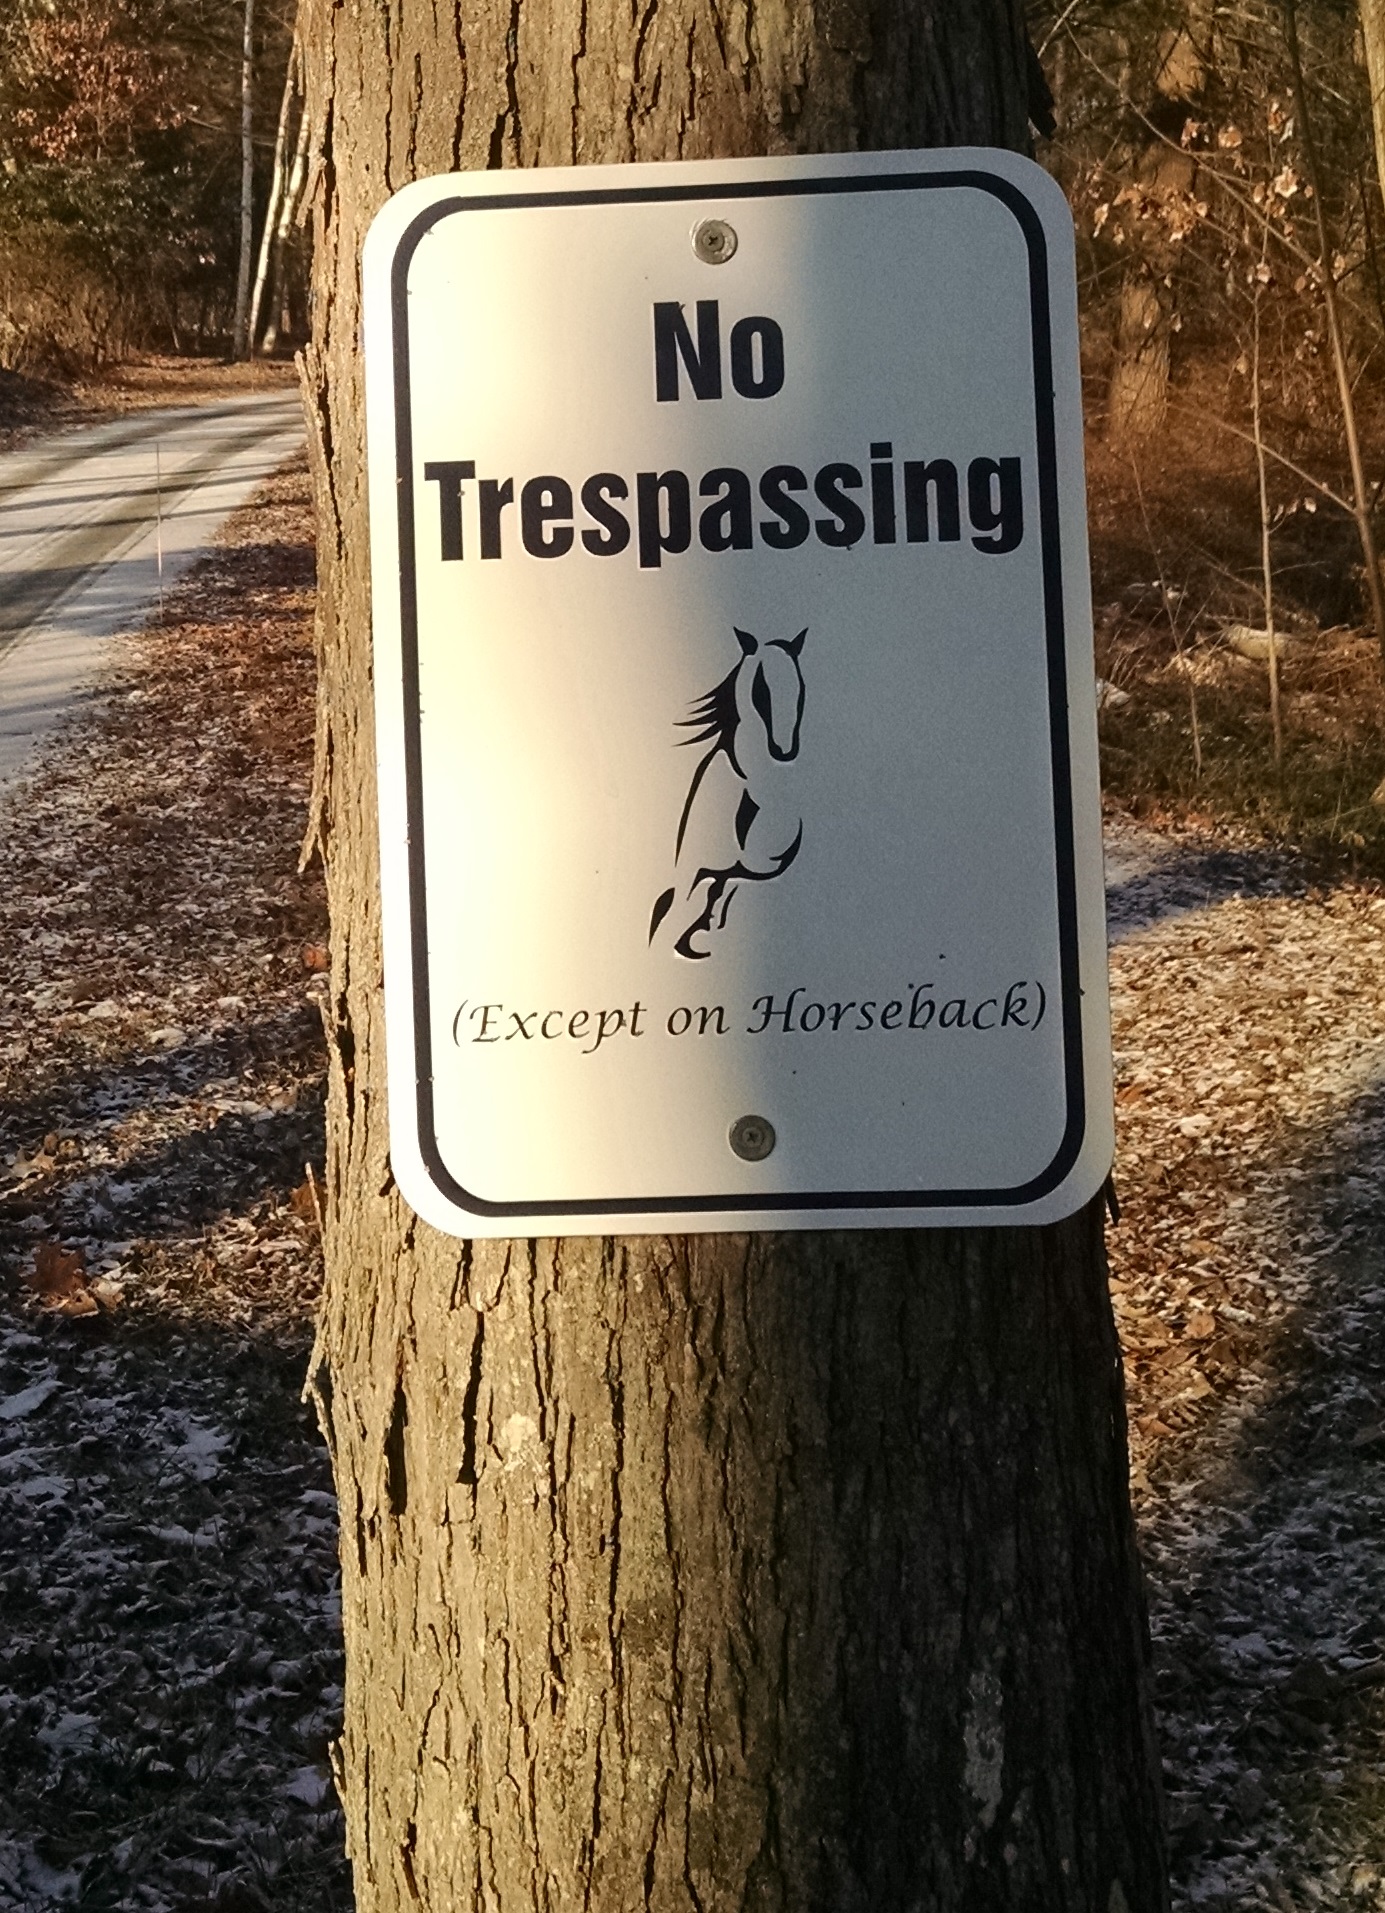 No
Trespassing
(Except on Horseback)